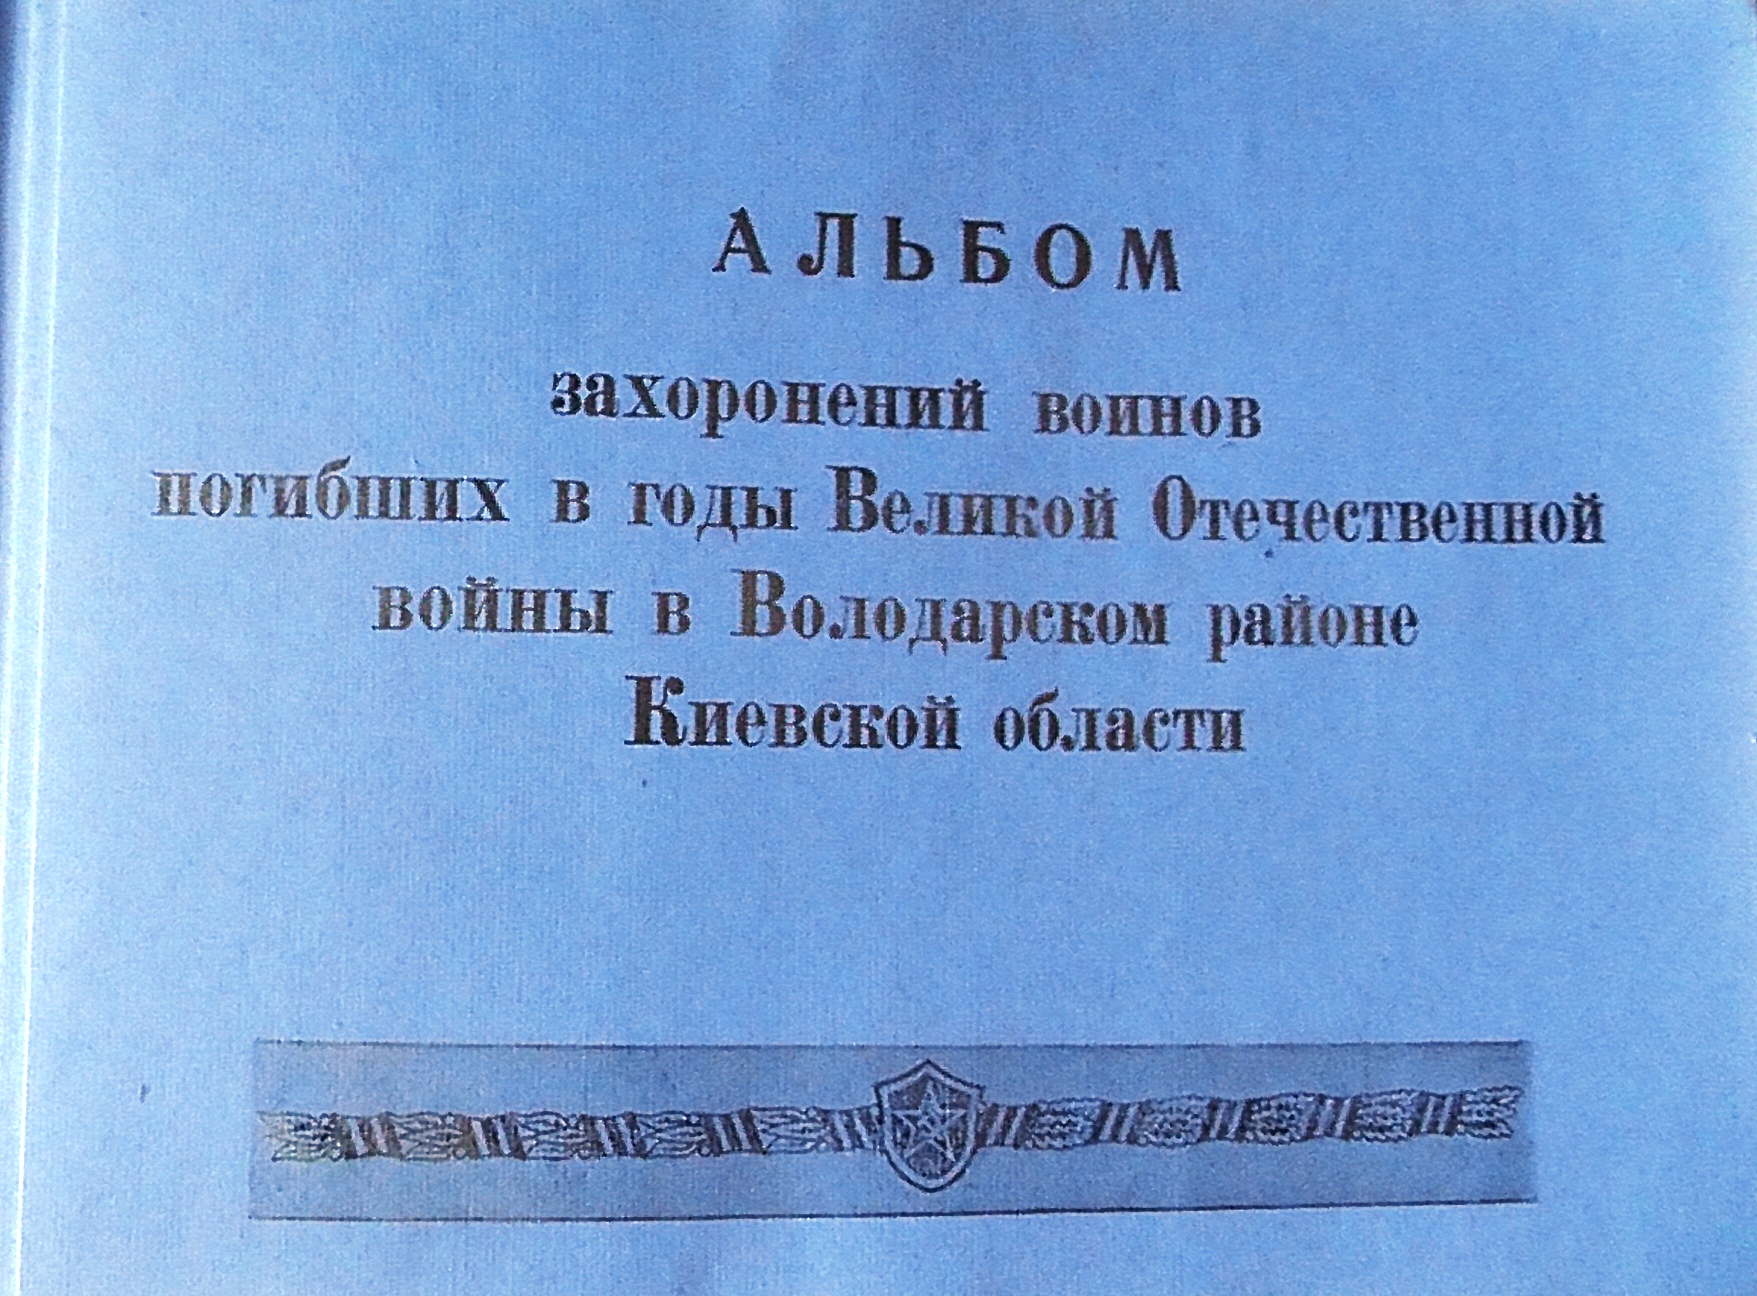 АЛЬБОМ
захоронений воинов
погибших в годы Великой Отечественной
войны в Володарском районе
Киевской области